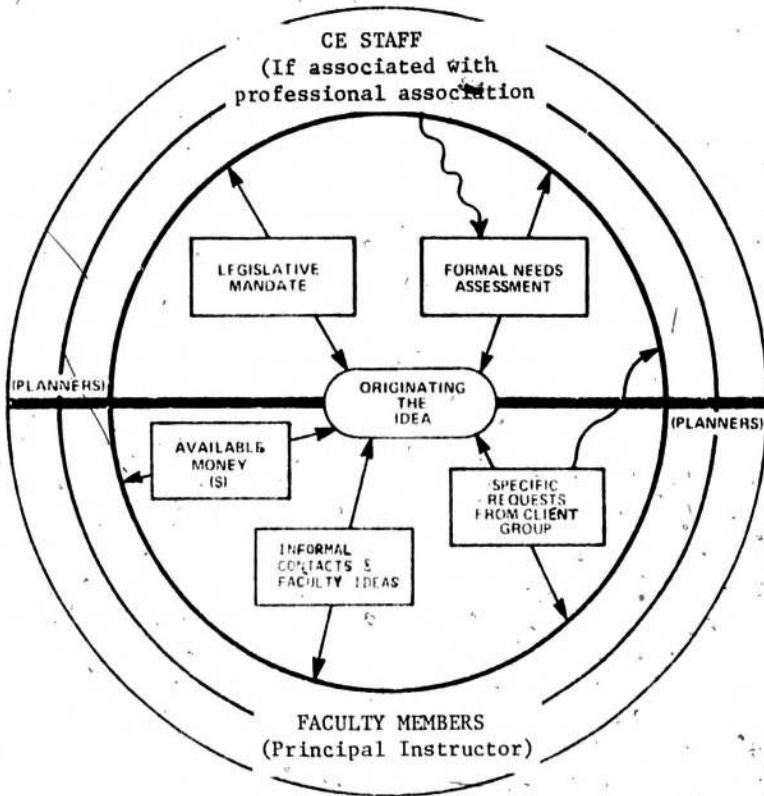 CE STAFF
(If associated with
professional association
LEGISLATIVE
MANDATE
FORMAL NEEDS
ASSESSMENT
(PLANNERS)
ORIGINATING
THE
IDEA
(PLANNERS)
AVAILABLE
MONEY
($)
SPECIFIC
REQUESTS
FROM CLIENT
GROUP
INFORMAL
CONTACTS &
FACULTY IDEAS
FACULTY MEMBERS
(Principal Instructor)